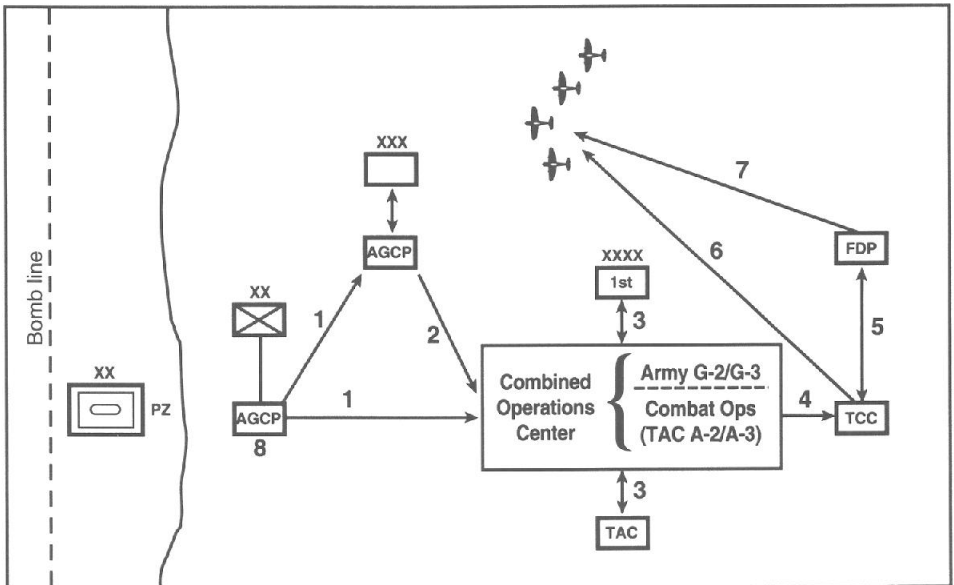 Bomb line
XX
PZ
XXX
AGCP
XX
AGCP
8
1
1
2
XXXX
1st
3
Combined
Operations
Center
Army G-2/G-3
Combat Ops
(TAC A-2/A-3)
3
TAC
4
TCC
5
FDP
6
7